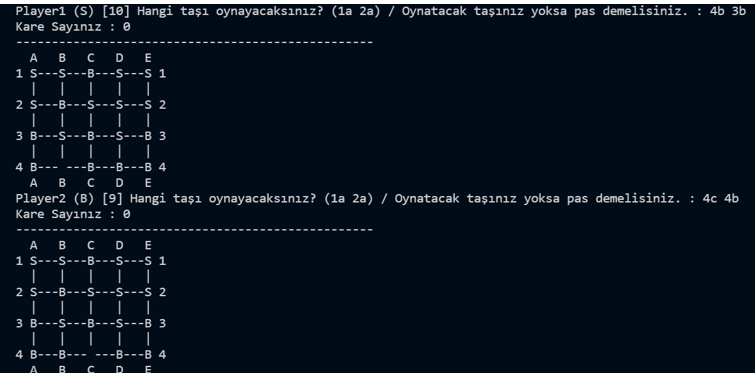 Player1 (S) [10] Hangi taşı oynayacaksınız? (1a 2a) / Oynatacak taşınız yoksa pas demelisiniz. : 4b 3b
Kare Sayınız : 0
--------------------------------------------------
  A   B   C   D   E
1 S---S---B---S---S 1
  |   |   |   |   |
2 S---B---S---S---S 2
  |   |   |   |   |
3 B---S---B---S---B 3
  |   |   |   |   |
4 B--- ---B---B---B 4
  A   B   C   D   E
Player2 (B) [9] Hangi taşı oynayacaksınız? (1a 2a) / Oynatacak taşınız yoksa pas demelisiniz. : 4c 4b
Kare Sayınız : 0
--------------------------------------------------
  A   B   C   D   E
1 S---S---B---S---S 1
  |   |   |   |   |
2 S---B---S---S---S 2
  |   |   |   |   |
3 B---S---B---S---B 3
  |   |   |   |   |
4 B---B--- ---B---B 4
  A   B   C   D   E